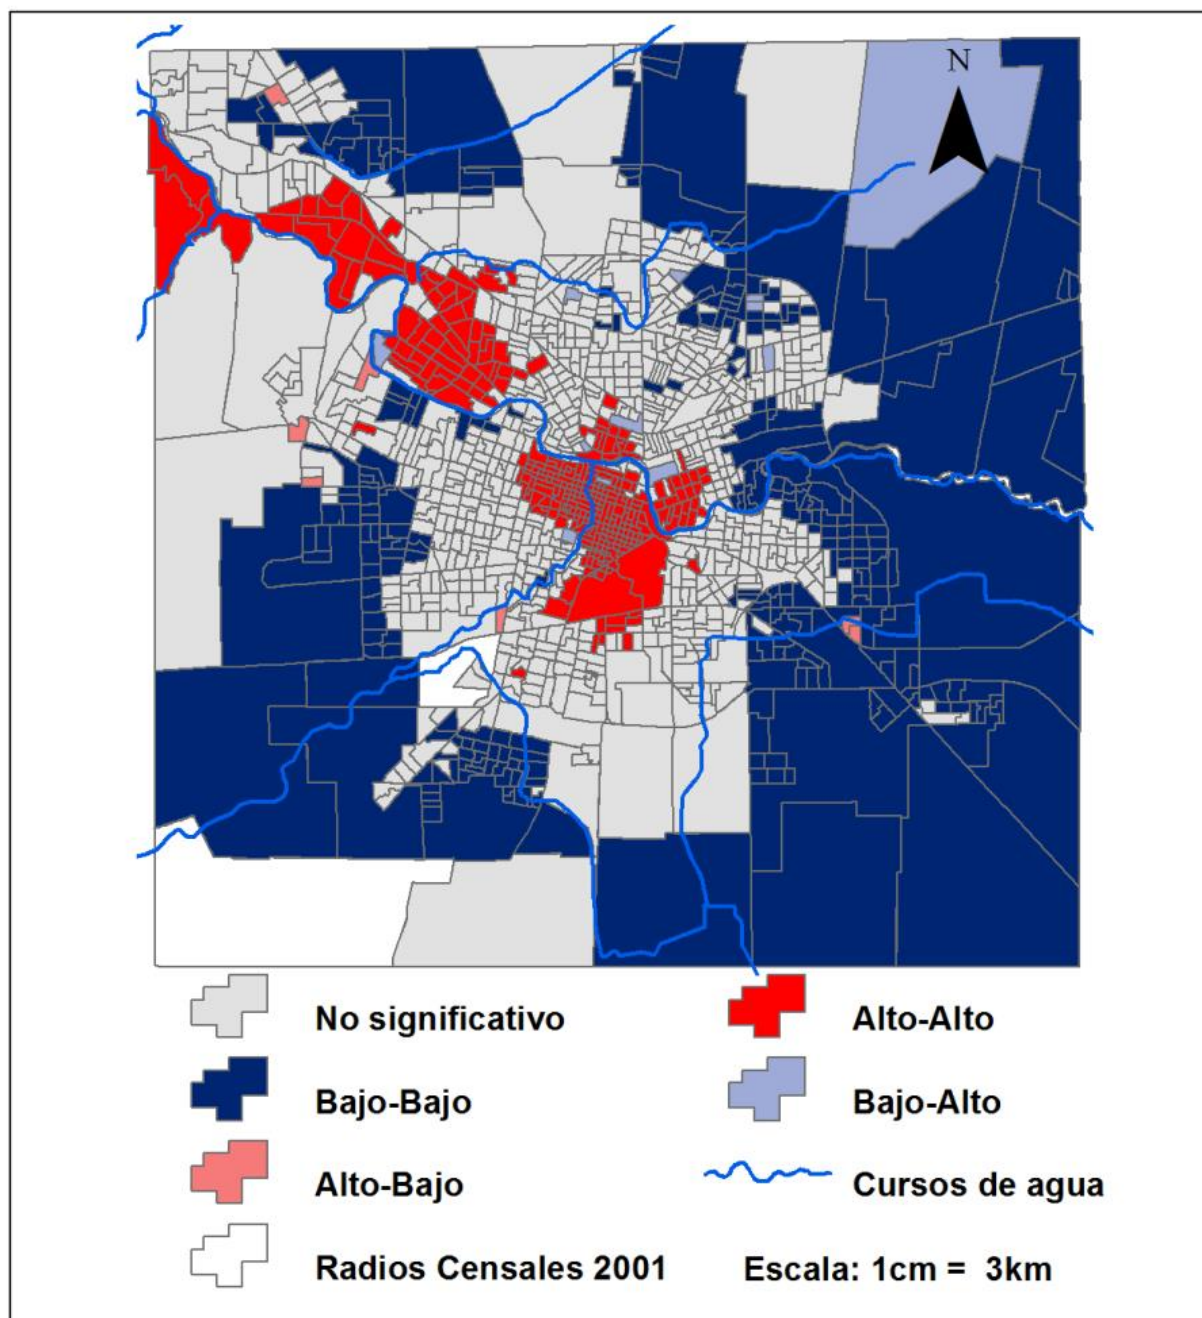 N
No significativo
Alto-Alto
Bajo-Bajo
Bajo-Alto
Alto-Bajo
Cursos de agua
Radios Censales 2001
Escala: 1cm = 3km